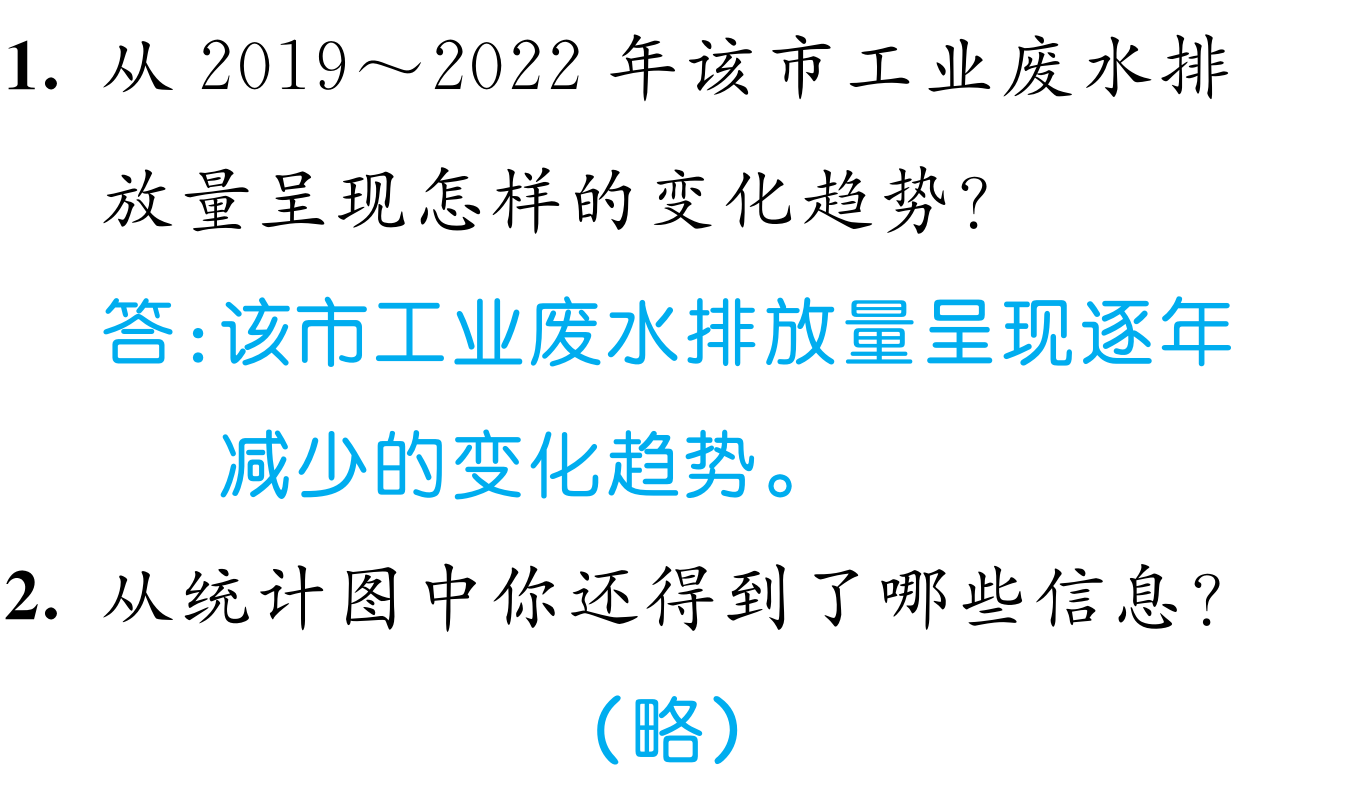 1. 从 2019～2022 年该市工业废水排
放量呈现怎样的变化趋势?
答:该市工业废水排放量呈现逐年
减少的变化趋势。
2. 从统计图中你还得到了哪些信息?
(略)